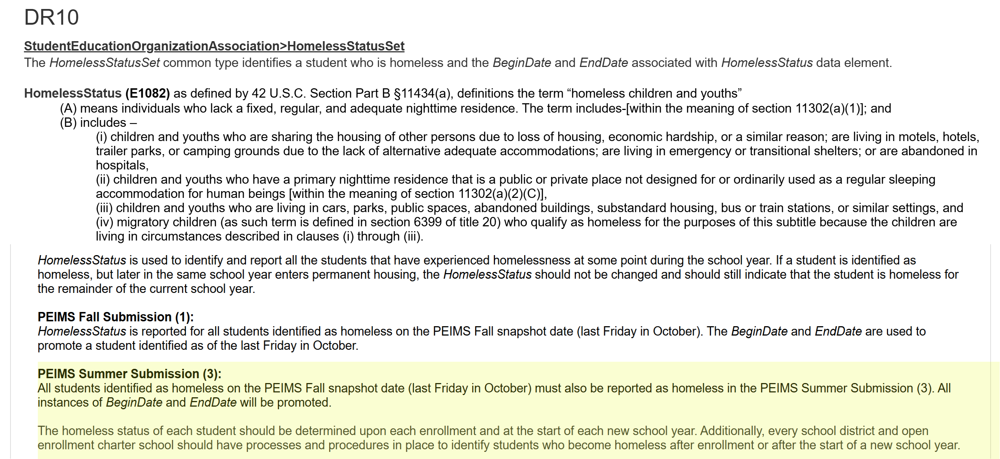 DR10
StudentEducationOrganizationAssociation>HomelessStatusSet
The HomelessStatusSet common type identifies a student who is homeless and the BeginDate and EndDate associated with HomelessStatus data element.
HomelessStatus (E1082) as defined by 42 U.S.C. Section Part B §11434(a), definitions the term “homeless children and youths”
(A) means individuals who lack a fixed, regular, and adequate nighttime residence. The term includes-[within the meaning of section 11302(a)(1)]; and
(B) includes –
(i) children and youths who are sharing the housing of other persons due to loss of housing, economic hardship, or a similar reason; are living in motels, hotels,
trailer parks, or camping grounds due to the lack of alternative adequate accommodations; are living in emergency or transitional shelters; or are abandoned in
hospitals,
(ii) children and youths who have a primary nighttime residence that is a public or private place not designed for or ordinarily used as a regular sleeping
accommodation for human beings [within the meaning of section 11302(a)(2)(C)],
(iii) children and youths who are living in cars, parks, public spaces, abandoned buildings, substandard housing, bus or train stations, or similar settings, and
(iv) migratory children (as such term is defined in section 6399 of title 20) who qualify as homeless for the purposes of this subtitle because the children are
living in circumstances described in clauses (i) through (iii).
HomelessStatus is used to identify and report all the students that have experienced homelessness at some point during the school year. If a student is identified as
homeless, but later in the same school year enters permanent housing, the HomelessStatus should not be changed and should still indicate that the student is homeless for
the remainder of the current school year.
PEIMS Fall Submission (1):
HomelessStatus is reported for all students identified as homeless on the PEIMS Fall snapshot date (last Friday in October). The BeginDate and EndDate are used to
promote a student identified as of the last Friday in October.
PEIMS Summer Submission (3):
All students identified as homeless on the PEIMS Fall snapshot date (last Friday in October) must also be reported as homeless in the PEIMS Summer Submission (3). All
instances of BeginDate and EndDate will be promoted.
The homeless status of each student should be determined upon each enrollment and at the start of each new school year. Additionally, every school district and open
enrollment charter school should have processes and procedures in place to identify students who become homeless after enrollment or after the start of a new school year.